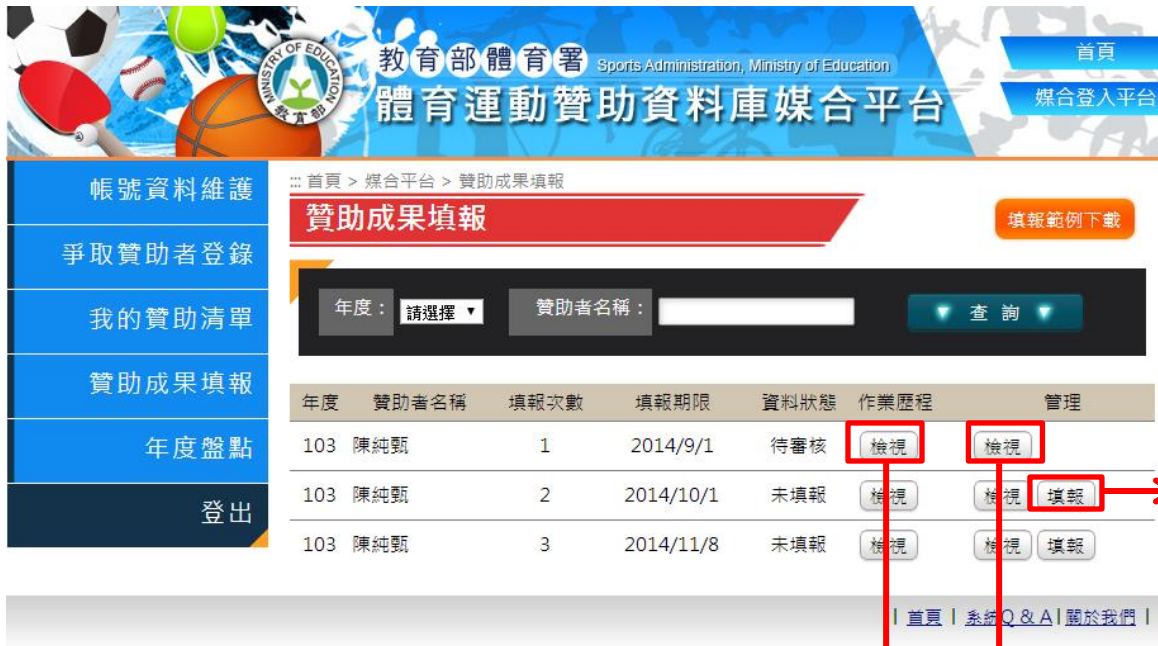 教育部體育署 Sports Administration, Ministry of Education
體育運動贊助資料庫媒合平台
MINISTRY OF EDUCATION
教育部
首頁
媒合登入平台
帳號資料維護
爭取贊助者登錄
我的贊助清單
贊助成果填報
年度盤點
登出
::: 首頁 > 媒合平台 > 贊助成果填報
贊助成果填報
填報範例下載
年度： 請選擇 ▼ 贊助者名稱： ▼ 查詢 ▼
年度 贊助者名稱 填報次數 填報期限 資料狀態 作業歷程 管理
103 陳純甄 1 2014/9/1 待審核 檢視 檢視
103 陳純甄 2 2014/10/1 未填報 檢視 檢視 填報
103 陳純甄 3 2014/11/8 未填報 檢視 檢視 填報
| 首頁 | 系統Q & A | 關於我們 |